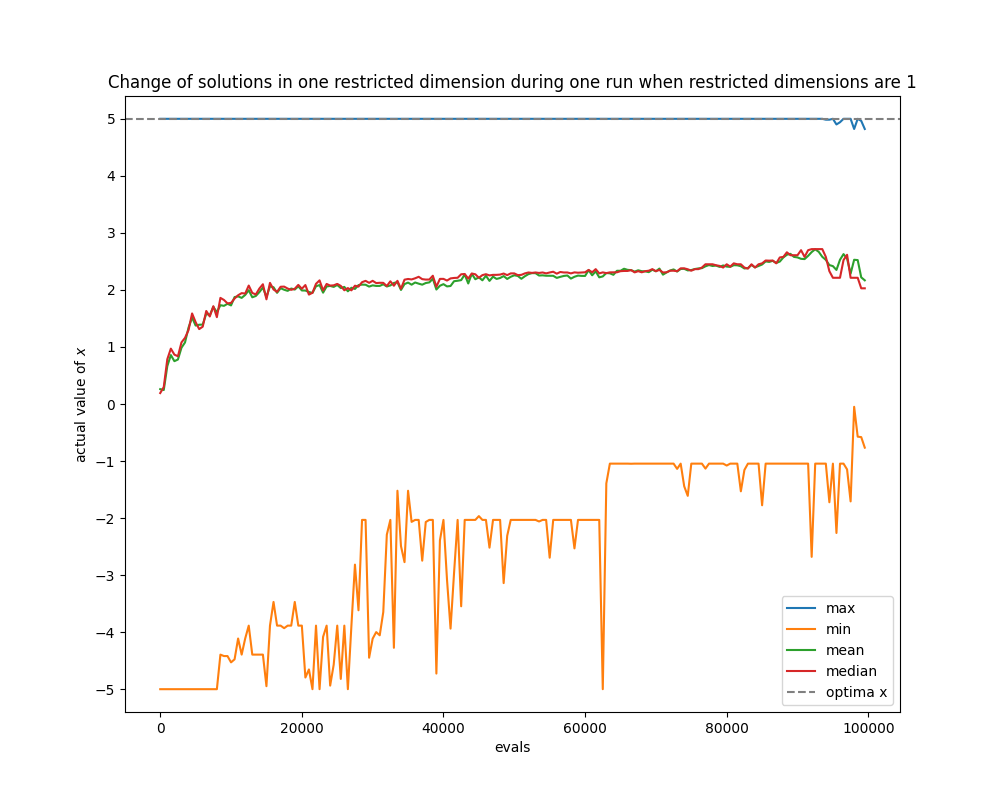 Change of solutions in one restricted dimension during one run when restricted dimensions are 1
5
4
3
2
1
0
−1
−2
−3
−4
−5
actual value of x
0 20000 40000 60000 80000 100000
evals
max
min
mean
median
optima x